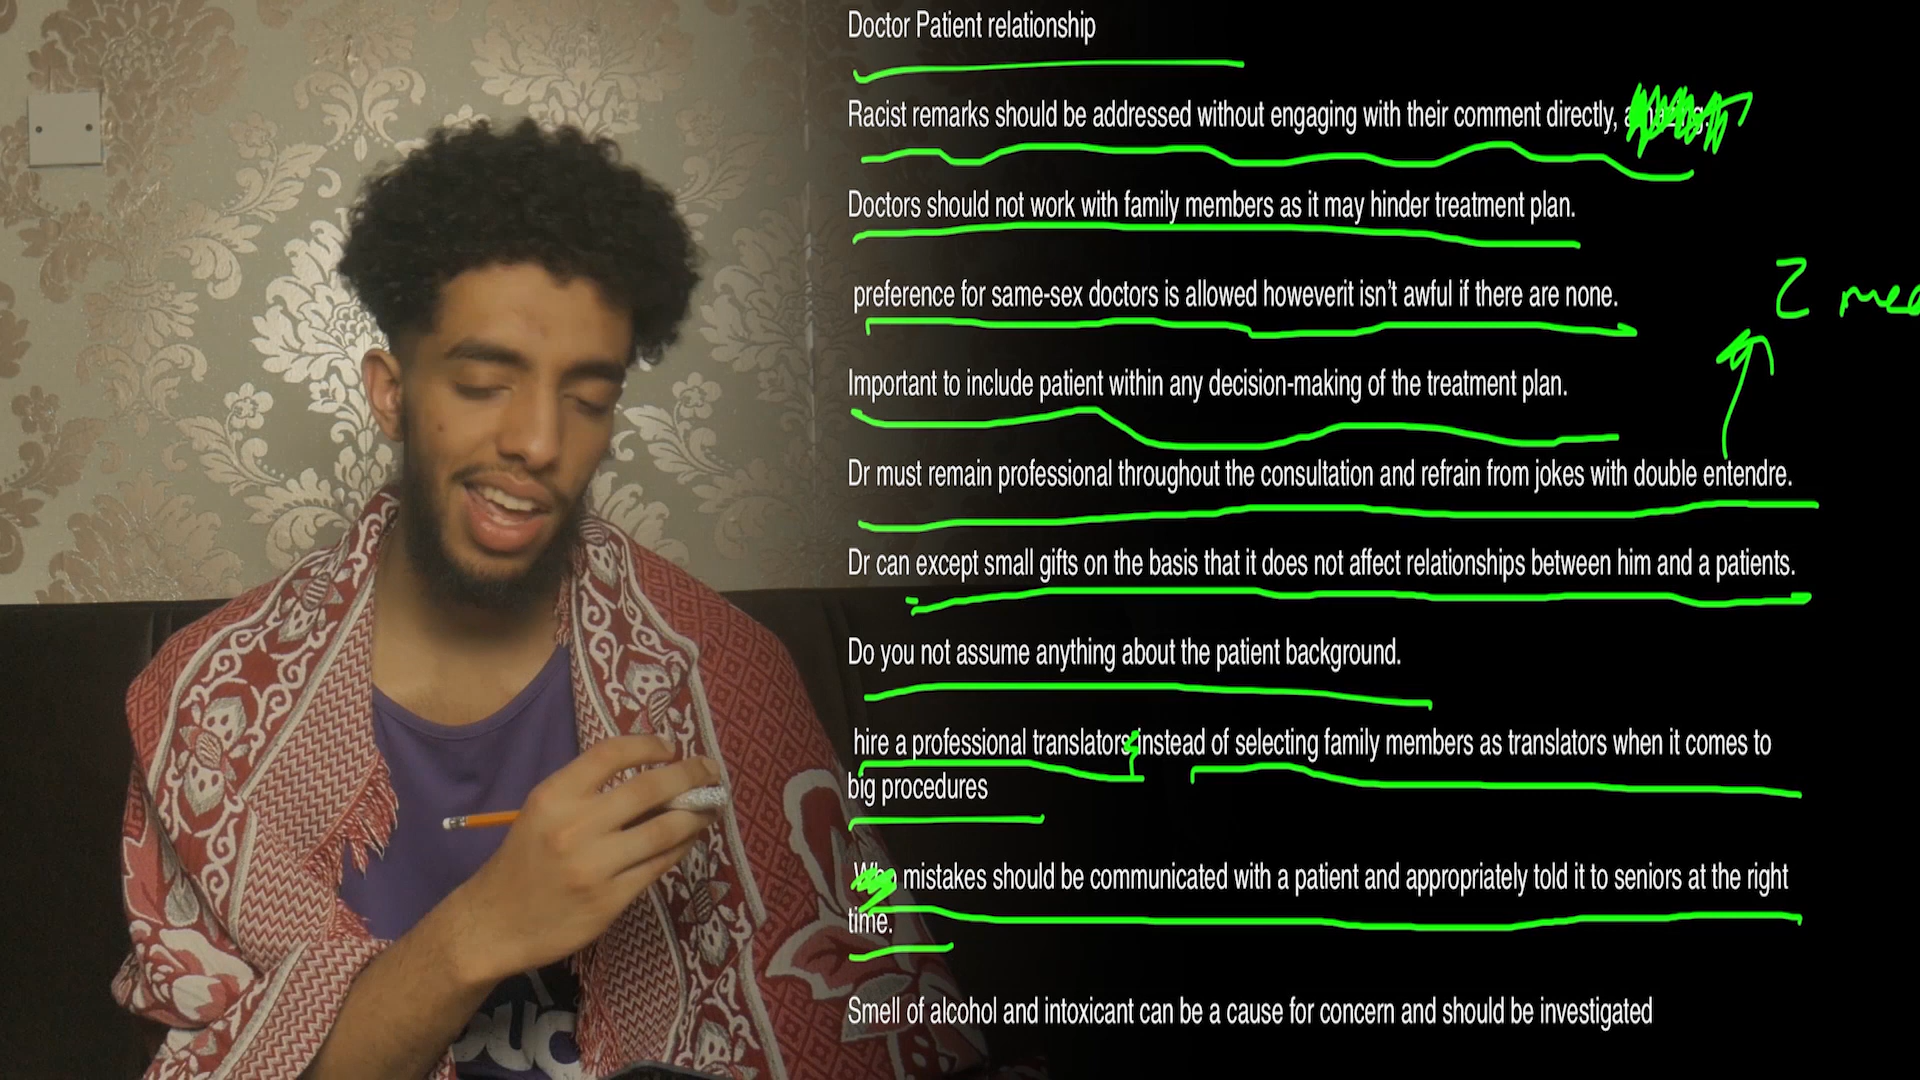 Doctor Patient relationship
Racist remarks should be addressed without engaging with their comment directly,
Doctors should not work with family members as it may hinder treatment plan.
preference for same-sex doctors is allowed howeverit isn't awful if there are none.
2 mea
Important to include patient within any decision-making of the treatment plan.
Dr must remain professional throughout the consultation and refrain from jokes with double entendre.
Dr can except small gifts on the basis that it does not affect relationships between him and a patients.
Do you not assume anything about the patient background.
hire a professional translators instead of selecting family members as translators when it comes to
big procedures
mistakes should be communicated with a patient and appropriately told it to seniors at the right
time.
Smell of alcohol and intoxicant can be a cause for concern and should be investigated